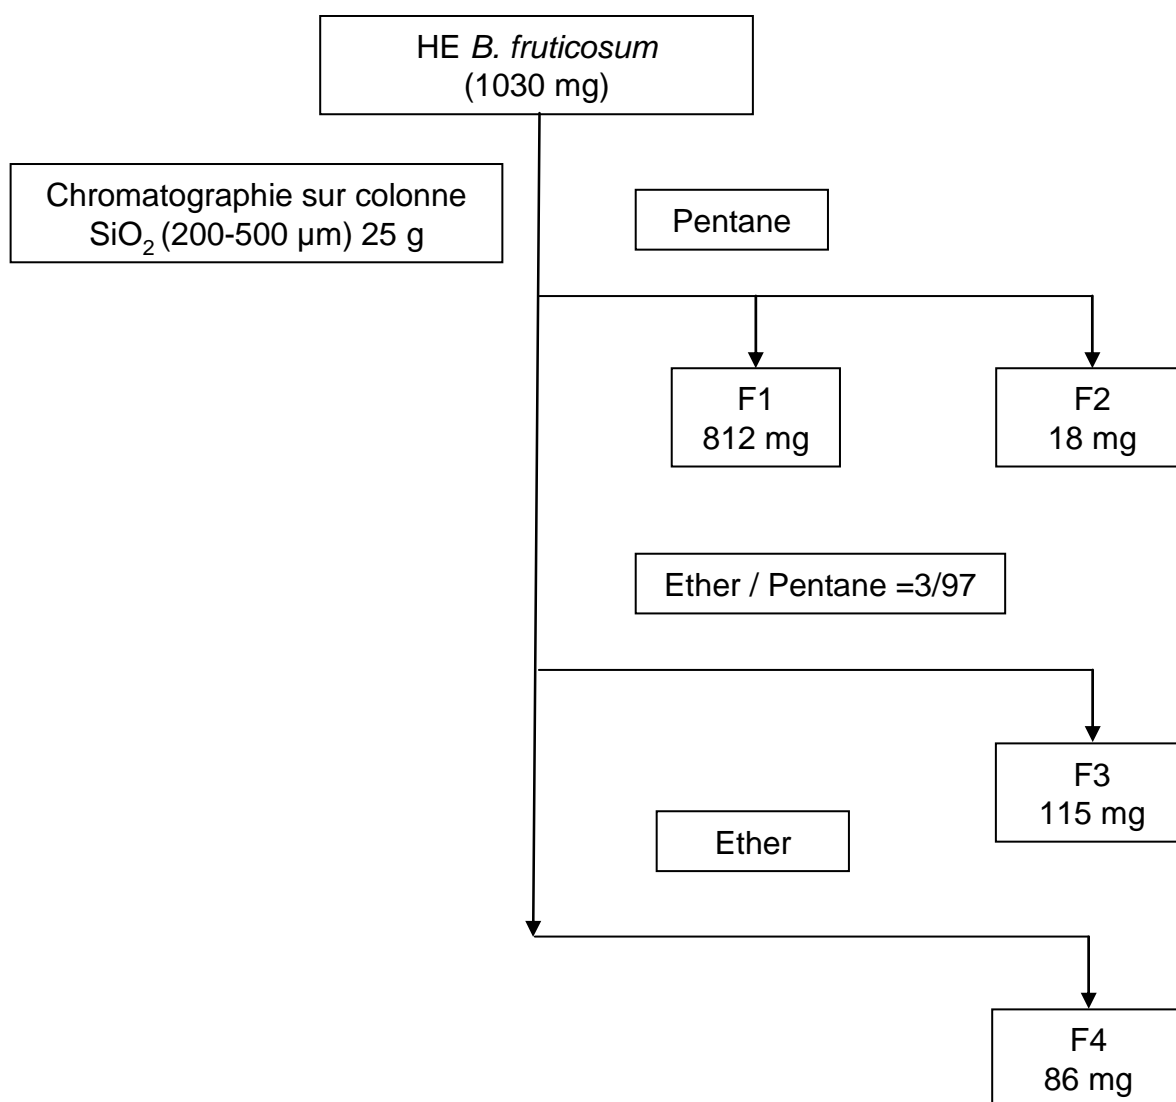 HE B. fruticosum
(1030 mg)
Chromatographie sur colonne
SiO2 (200-500 µm) 25 g
Pentane
F1
812 mg
F2
18 mg
Ether / Pentane =3/97
F3
115 mg
Ether
F4
86 mg